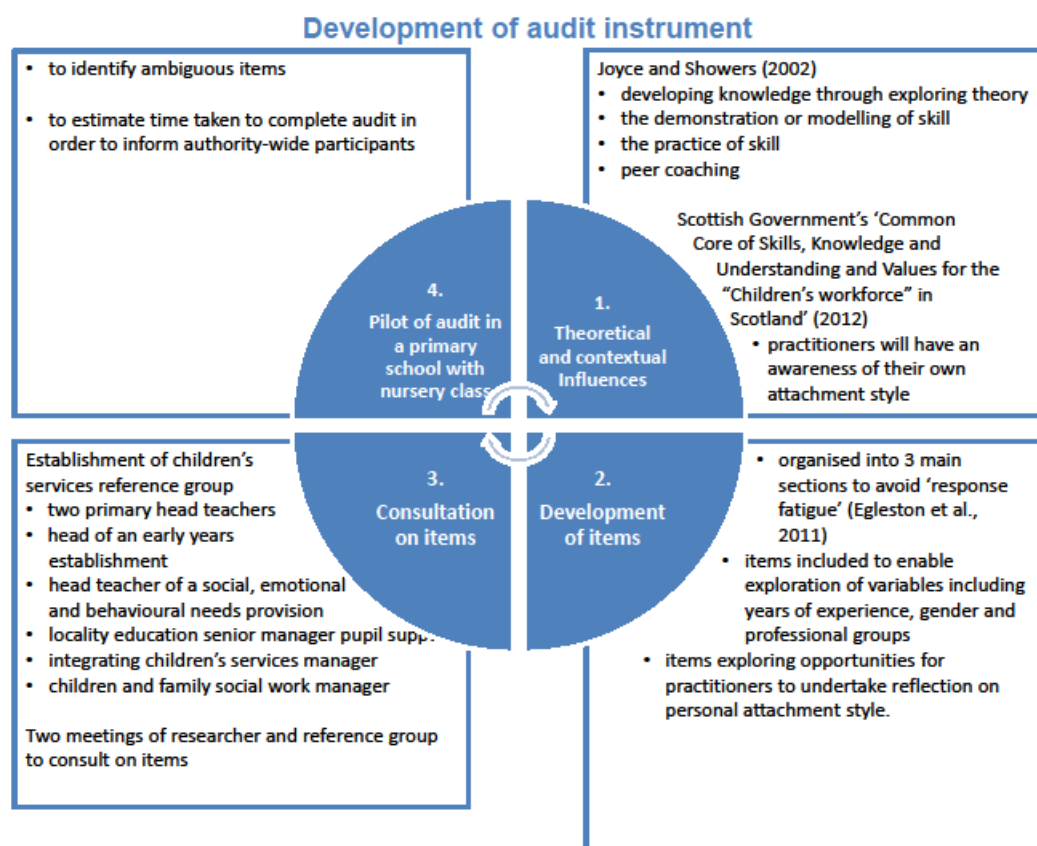 Development of audit instrument
• to identify ambiguous items
• to estimate time taken to complete audit in
order to inform authority-wide participants
Joyce and Showers (2002)
• developing knowledge through exploring theory
• the demonstration or modelling of skill
• the practice of skill
• peer coaching
Scottish Government's 'Common
Core of Skills, Knowledge and
Understanding and Values for the
"Children's workforce" in
Scotland' (2012)
• practitioners will have an
awareness of their own
attachment style
4.
Pilot of audit in
a primary
school with
nursery class
1.
Theoretical
and contextual
Influences
3.
Consultation
on items
2.
Development
of items
Establishment of children's
services reference group
• two primary head teachers
• head of an early years
establishment
• head teacher of a social, emotional
and behavioural needs provision
• locality education senior manager pupil supp
• integrating children's services manager
• children and family social work manager
Two meetings of researcher and reference group
to consult on items
• organised into 3 main
sections to avoid 'response
fatigue' (Egleston et al.,
2011)
• items included to enable
exploration of variables including
years of experience, gender and
professional groups
• items exploring opportunities for
practitioners to undertake reflection on
personal attachment style.